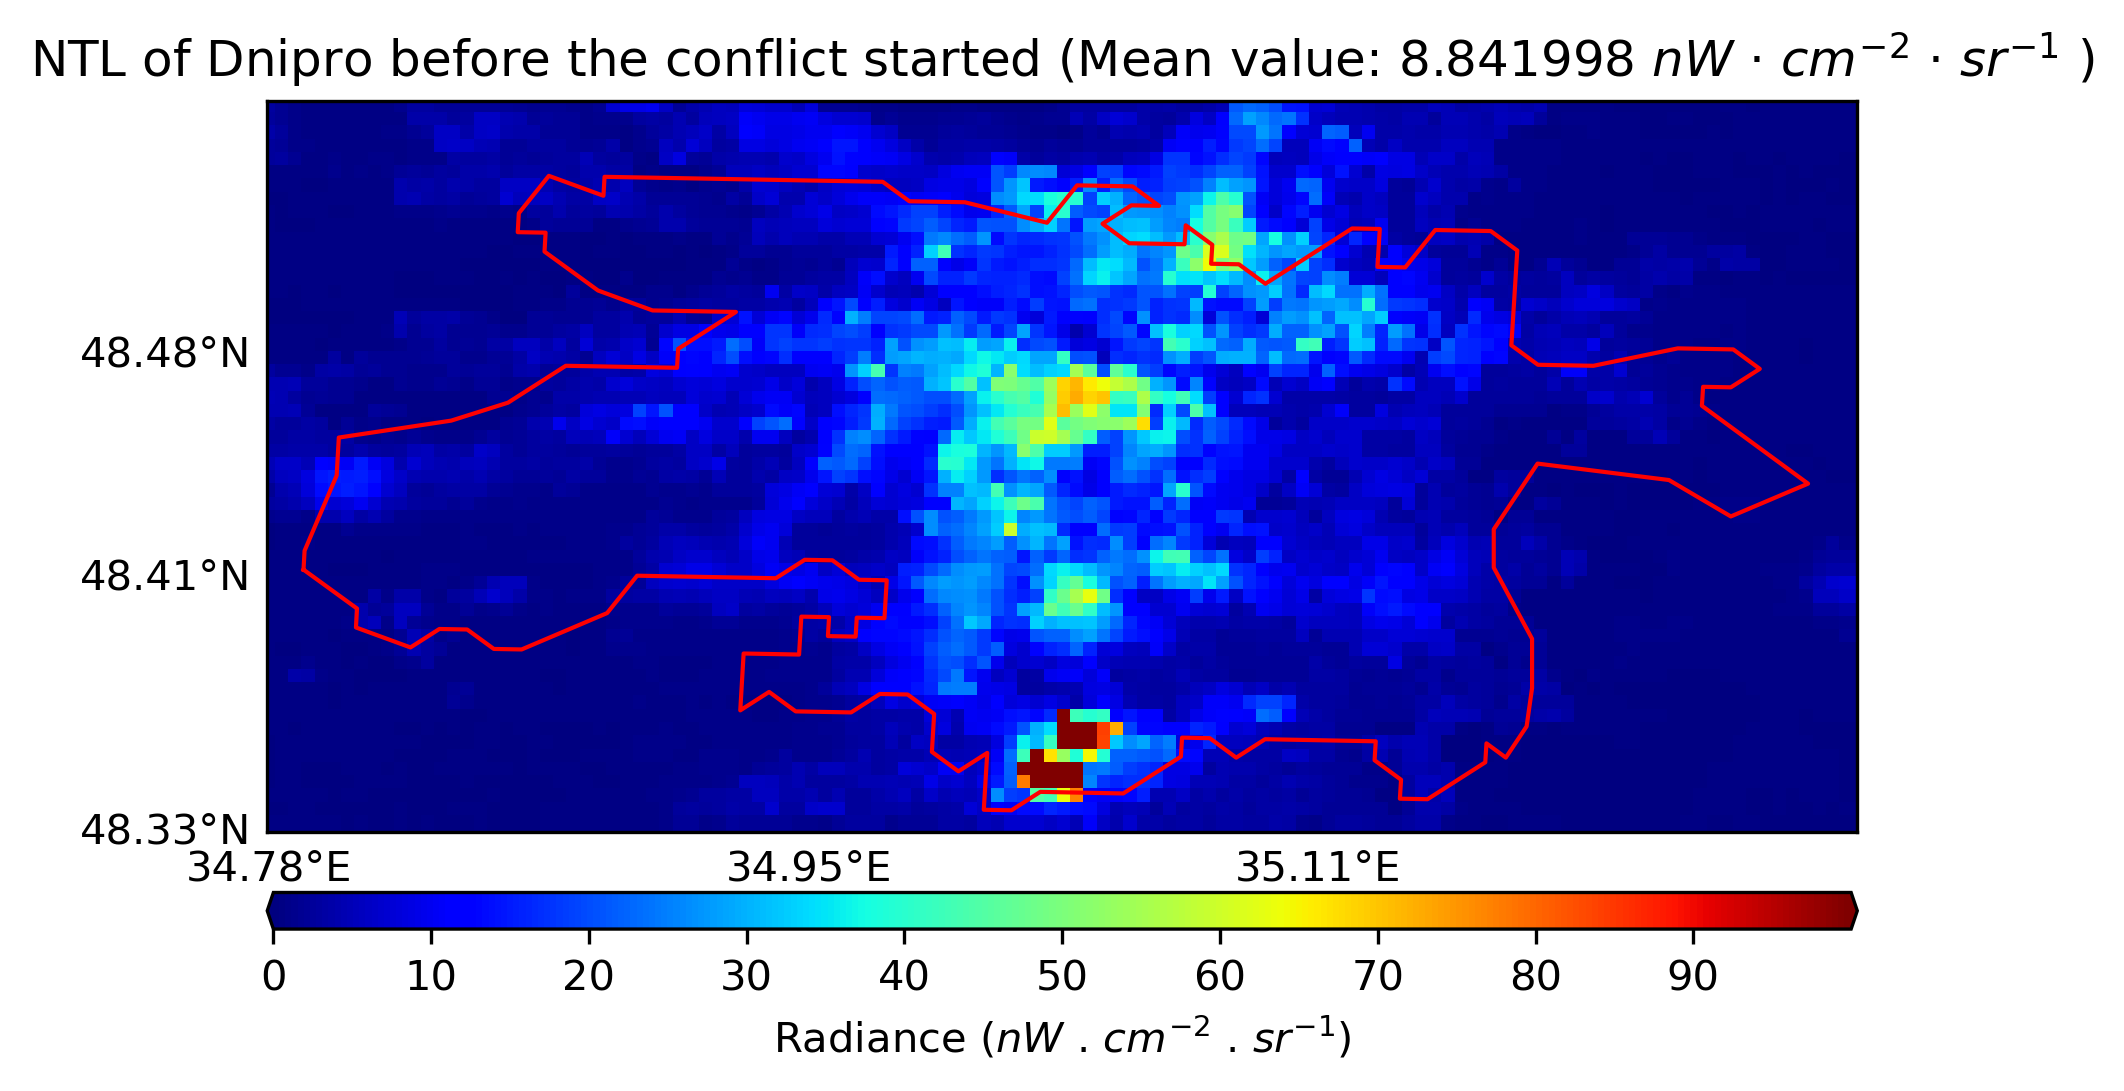 NTL of Dnipro before the conflict started (Mean value: 8.841998 nW · cm⁻² · sr⁻¹ )
48.48°N
48.41°N
48.33°N
34.78°E 34.95°E 35.11°E
0 10 20 30 40 50 60 70 80 90
Radiance (nW . cm⁻² . sr⁻¹)